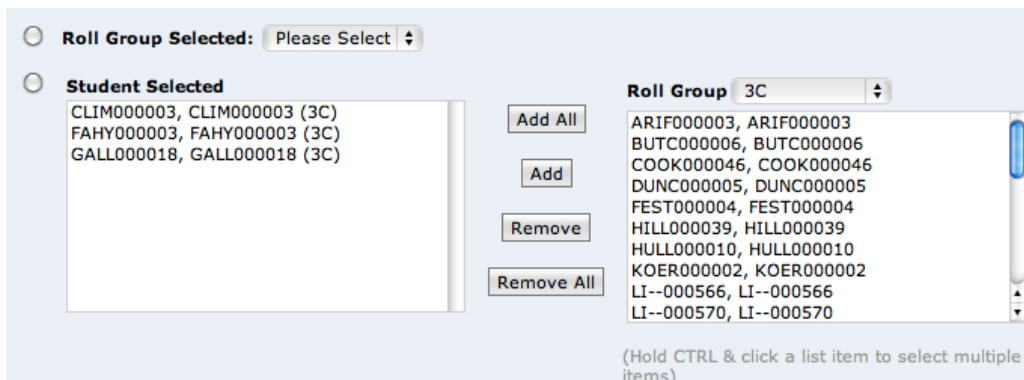 Roll Group Selected: Please Select
Student Selected
CLIM000003, CLIM000003 (3C)
FAHY000003, FAHY000003 (3C)
GALL000018, GALL000018 (3C)
Add All
Add
Remove
Remove All
Roll Group 3C
ARIF000003, ARIF000003
BUTC000006, BUTC000006
COOK000046, COOK000046
DUNC000005, DUNC000005
FEST000004, FEST000004
HILL000039, HILL000039
HULL000010, HULL000010
KOER000002, KOER000002
LI--000566, LI--000566
LI--000570, LI--000570
(Hold CTRL & click a list item to select multiple
items)